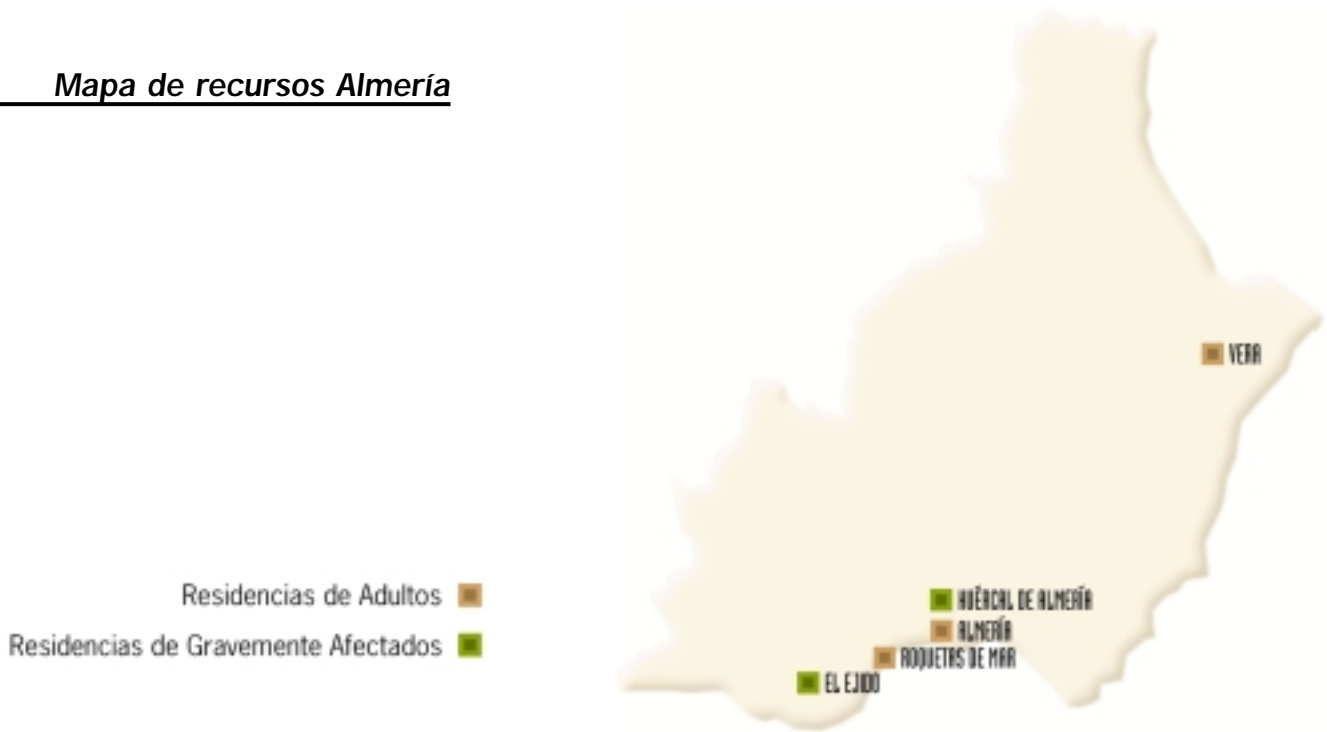 Mapa de recursos Almería
VERA
Residencias de Adultos
Residencias de Gravemente Afectados
HUÉRCAL DE ALMERÍA
ALMERÍA
ROQUETAS DE MAR
EL EJIDO